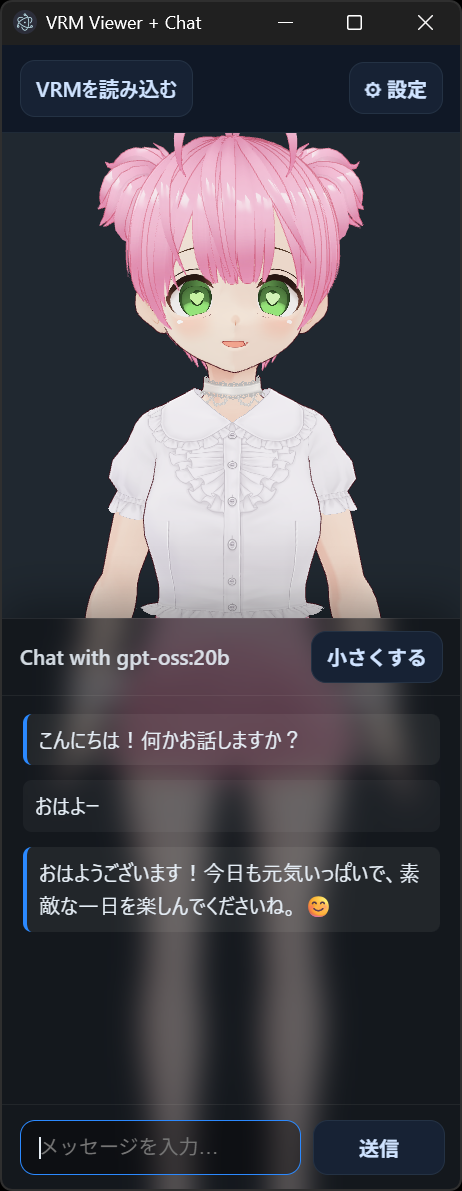 VRM Viewer + Chat
VRMを読み込む
⚙ 設定
Chat with gpt-oss:20b
小さくする
こんにちは！何かお話しますか？
おはよー
おはようございます！今日も元気いっぱいで、素
敵な一日を楽しんでくださいね。 😊
メッセージを入力...
送信